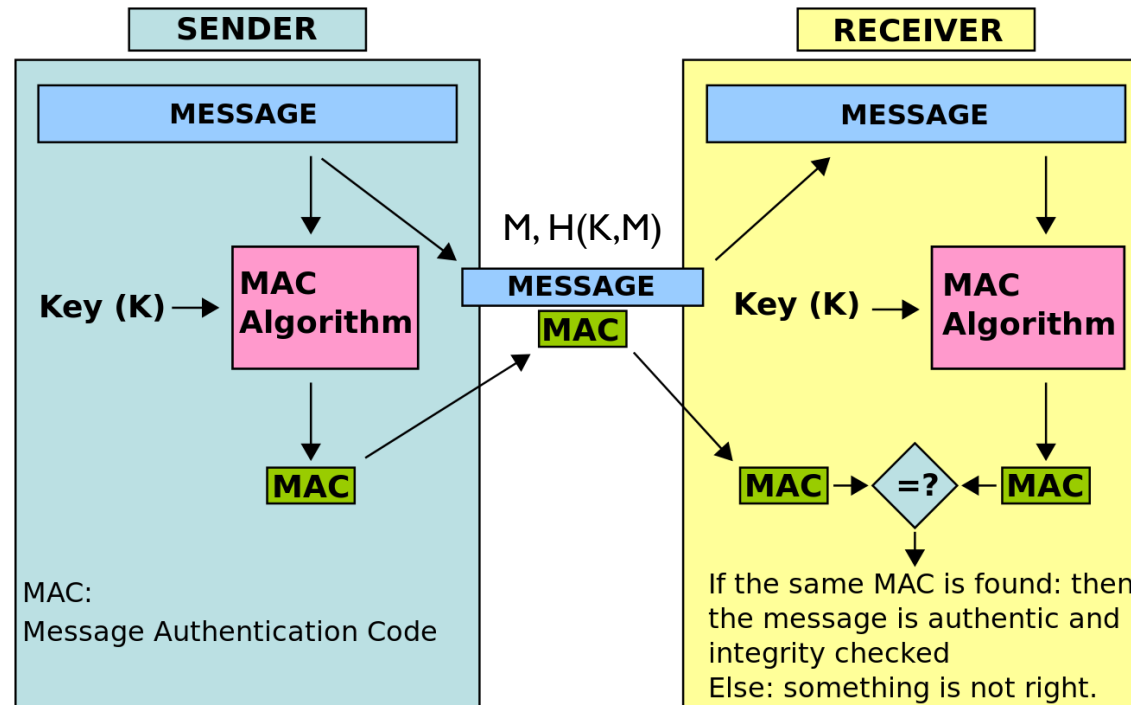 SENDER
MESSAGE
Key (K)
MAC
Algorithm
MAC
MAC:
Message Authentication Code
M, H(K,M)
MESSAGE
MAC
RECEIVER
MESSAGE
Key (K)
MAC
Algorithm
MAC
=?
MAC
If the same MAC is found: then
the message is authentic and
integrity checked
Else: something is not right.